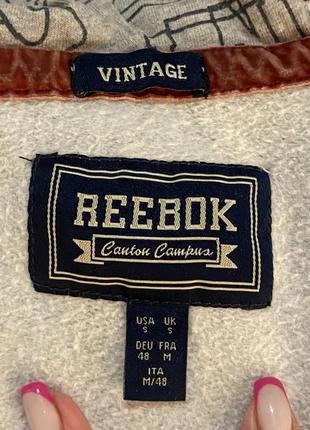 VINTAGE
REEBOK
Canton Campus
USA UK
S S
DEU FRA
48 M
ITA
M/48